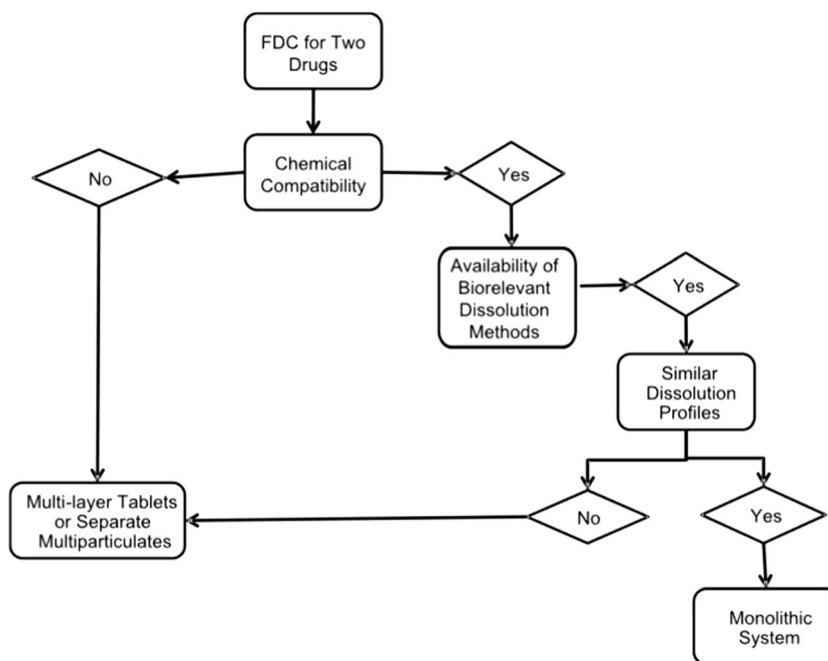 FDC for Two
Drugs
Chemical
Compatibility
No
Yes
Availability of
Biorelevant
Dissolution
Methods
Yes
Similar
Dissolution
Profiles
Multi-layer Tablets
or Separate
Multiparticulates
No
Yes
Monolithic
System